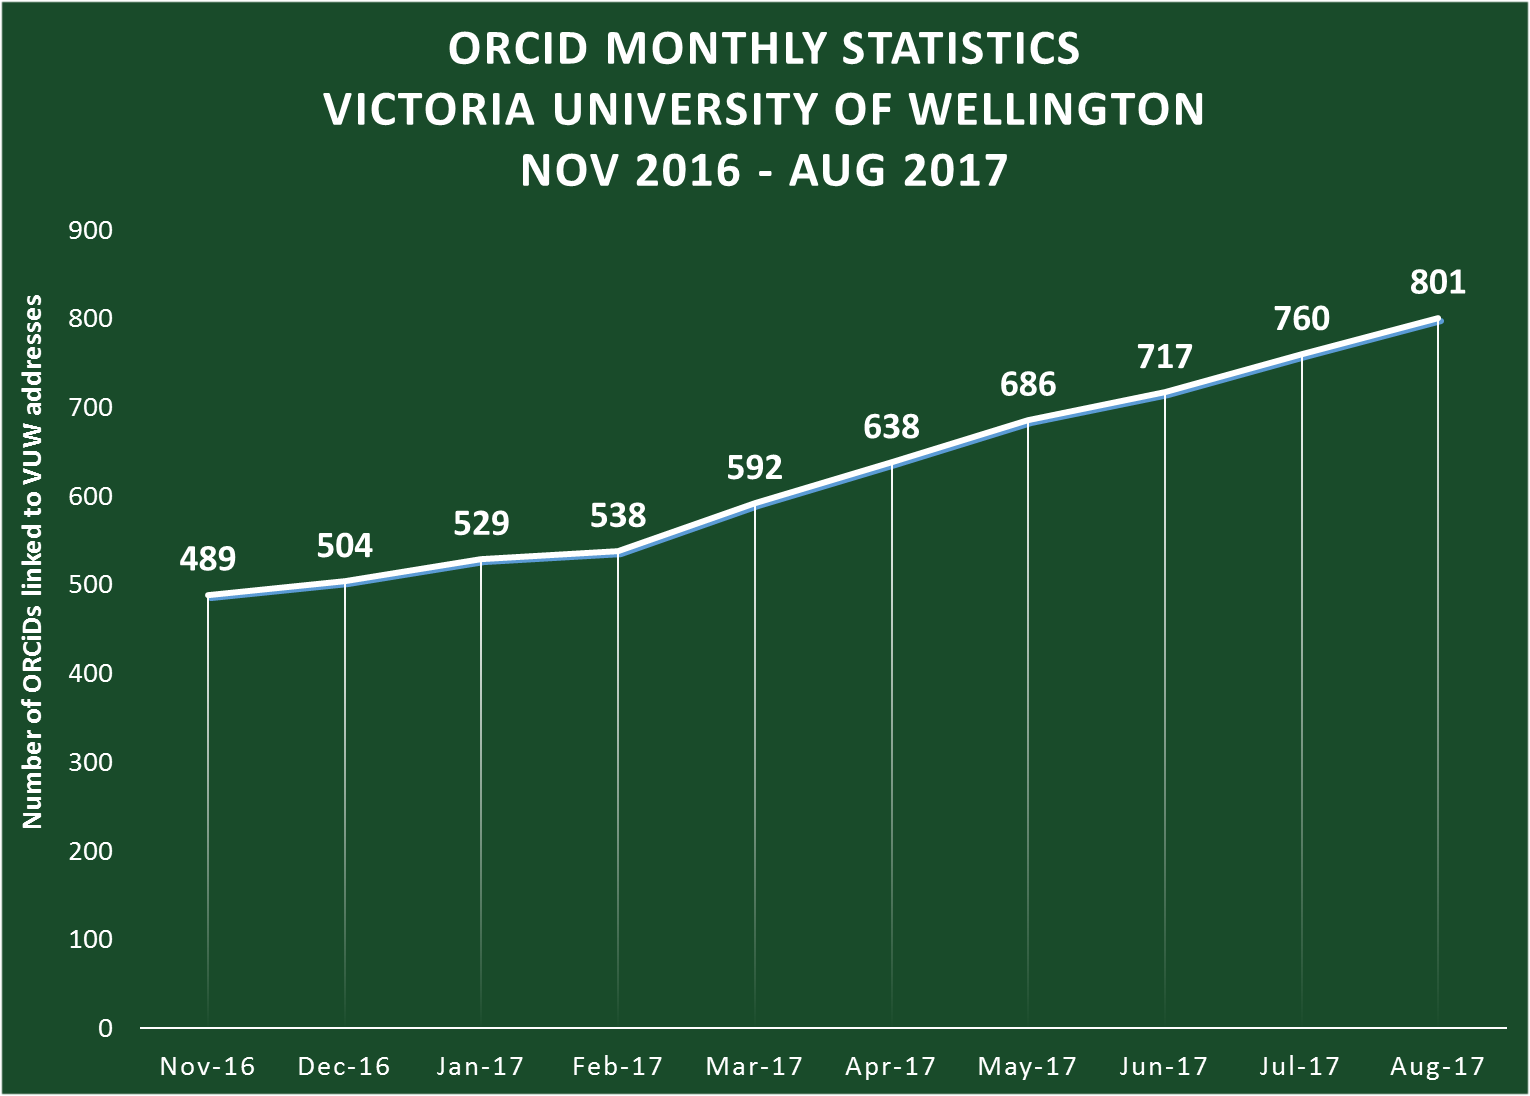 ORCID MONTHLY STATISTICS
VICTORIA UNIVERSITY OF WELLINGTON
NOV 2016 - AUG 2017
Number of ORCiDs linked to VUW addresses
900
800
700
600
500
400
300
200
100
0
489
504
529
538
592
638
686
717
760
801
Nov-16
Dec-16
Jan-17
Feb-17
Mar-17
Apr-17
May-17
Jun-17
Jul-17
Aug-17